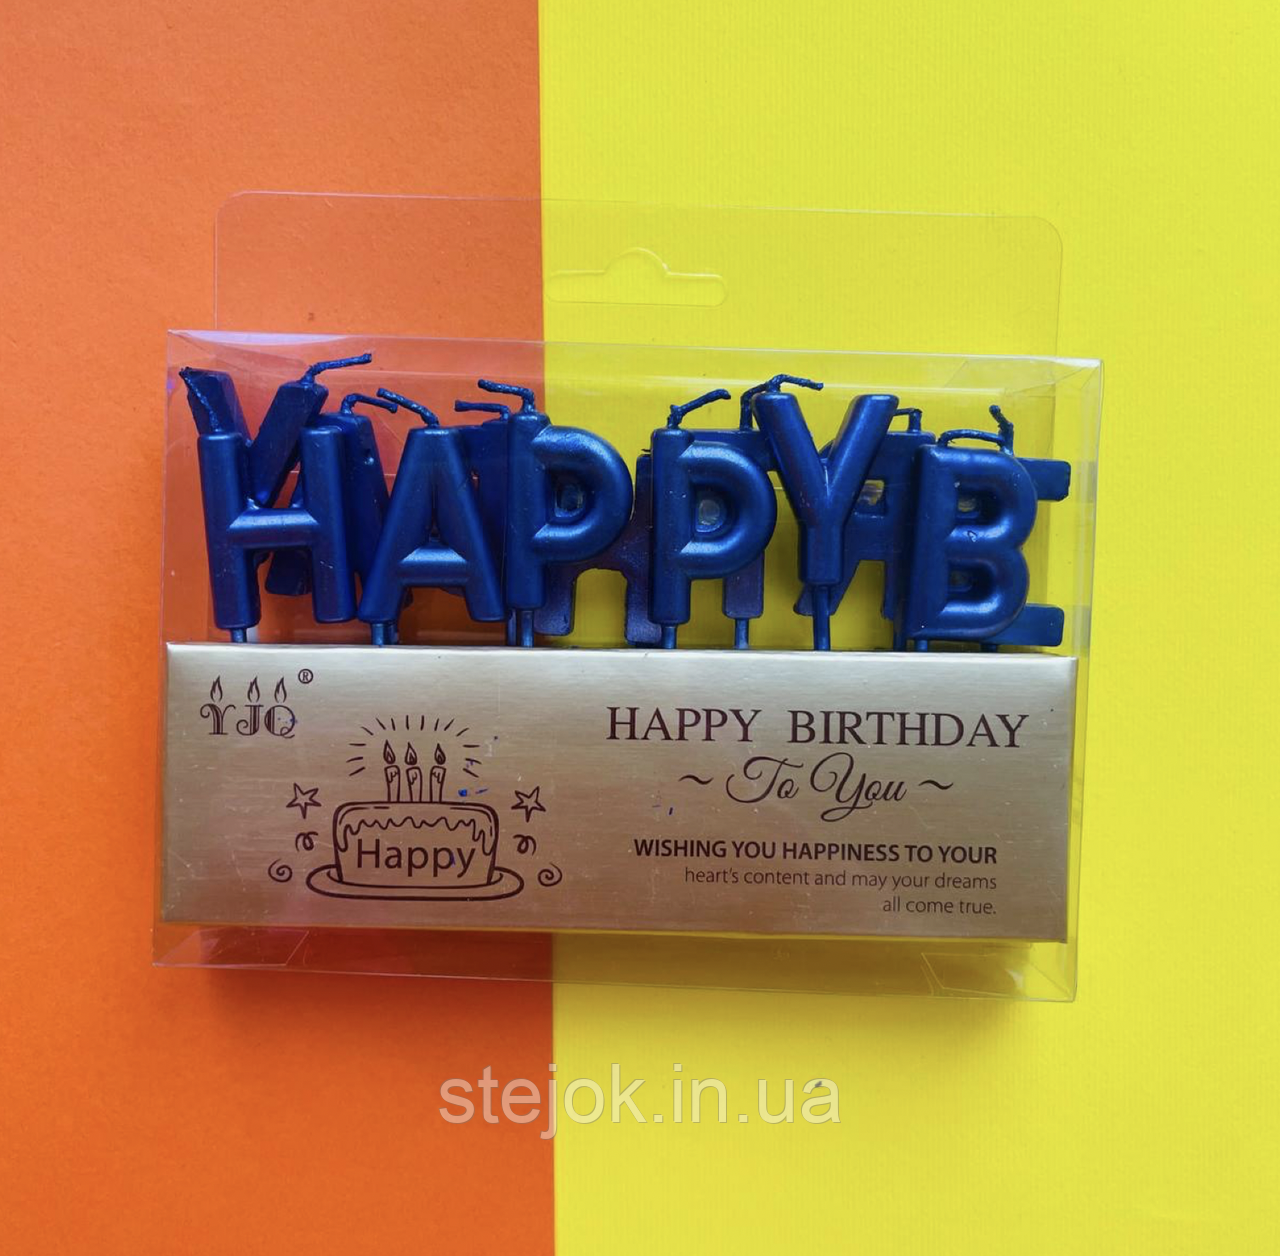 HAPPYB
YJQ®
Happy
HAPPY BIRTHDAY
~ To You ~
WISHING YOU HAPPINESS TO YOUR
heart's content and may your dreams
all come true.
stejok.in.ua